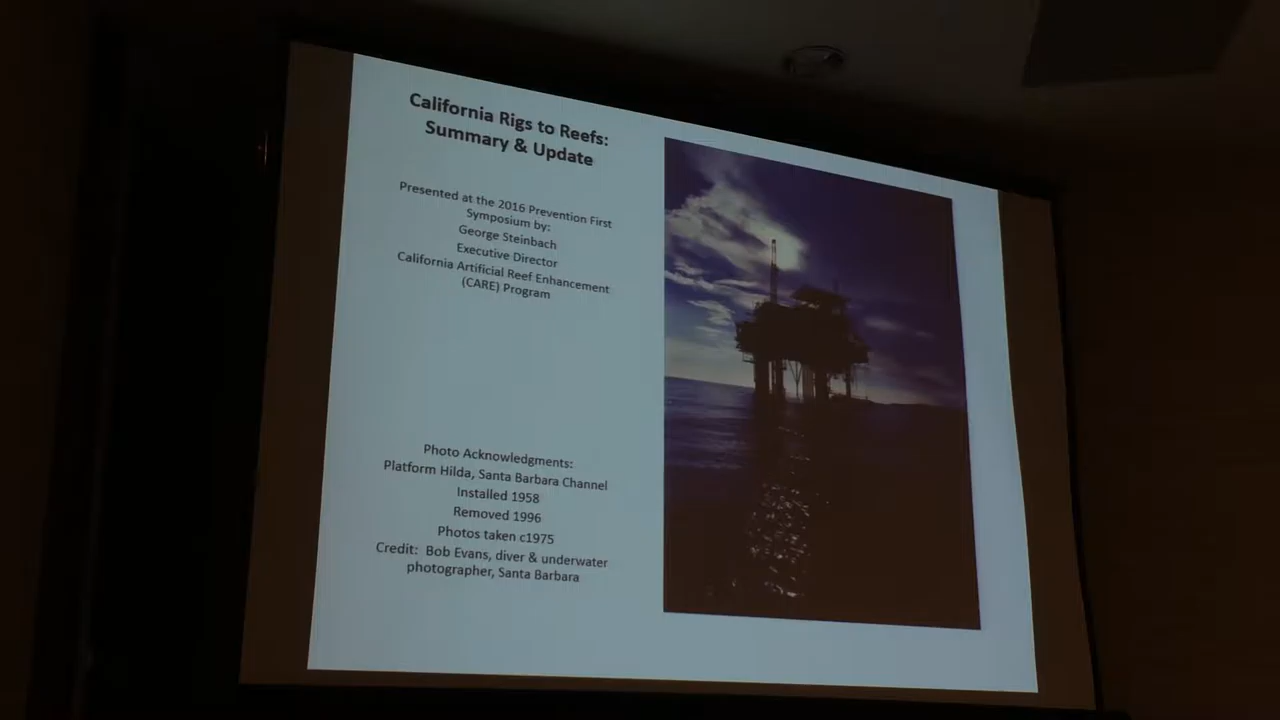 California Rigs to Reefs:
Summary & Update
Presented at the 2016 Prevention First
Symposium by:
George Steinbach
Executive Director
California Artificial Reef Enhancement
(CARE) Program
Photo Acknowledgments:
Platform Hilda, Santa Barbara Channel
Installed 1958
Removed 1996
Photos taken c1975
Credit: Bob Evans, diver & underwater
photographer, Santa Barbara